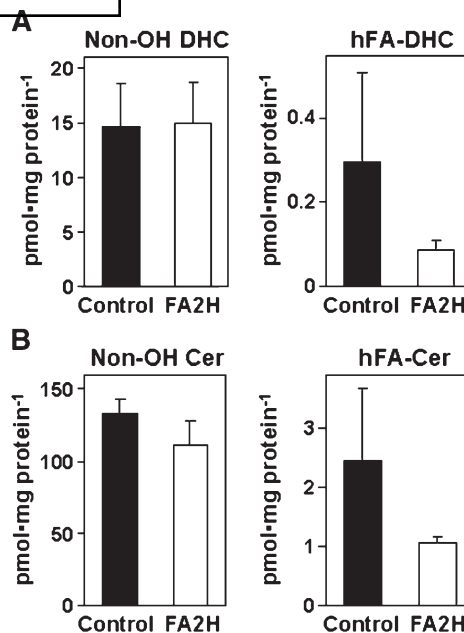 A
Non-OH DHC
hFA-DHC
pmol•mg protein-1
20
15
10
5
0
Control FA2H
pmol•mg protein-1
0.4
0.2
0
Control FA2H
B
Non-OH Cer
hFA-Cer
pmol•mg protein-1
150
100
50
0
Control FA2H
pmol•mg protein-1
3
2
1
0
Control FA2H